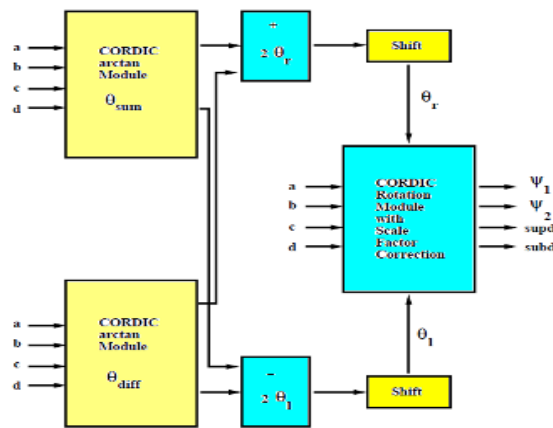 a
b
c
d
CORDIC
arctan
Module
θsum
+
2 θr
Shift
θr
a
b
c
d
CORDIC
Rotation
Module
with
Scale
Factor
Correction
ψ1
ψ2
supd
subd
a
b
c
d
CORDIC
arctan
Module
θdiff
-
2 θl
Shift
θl